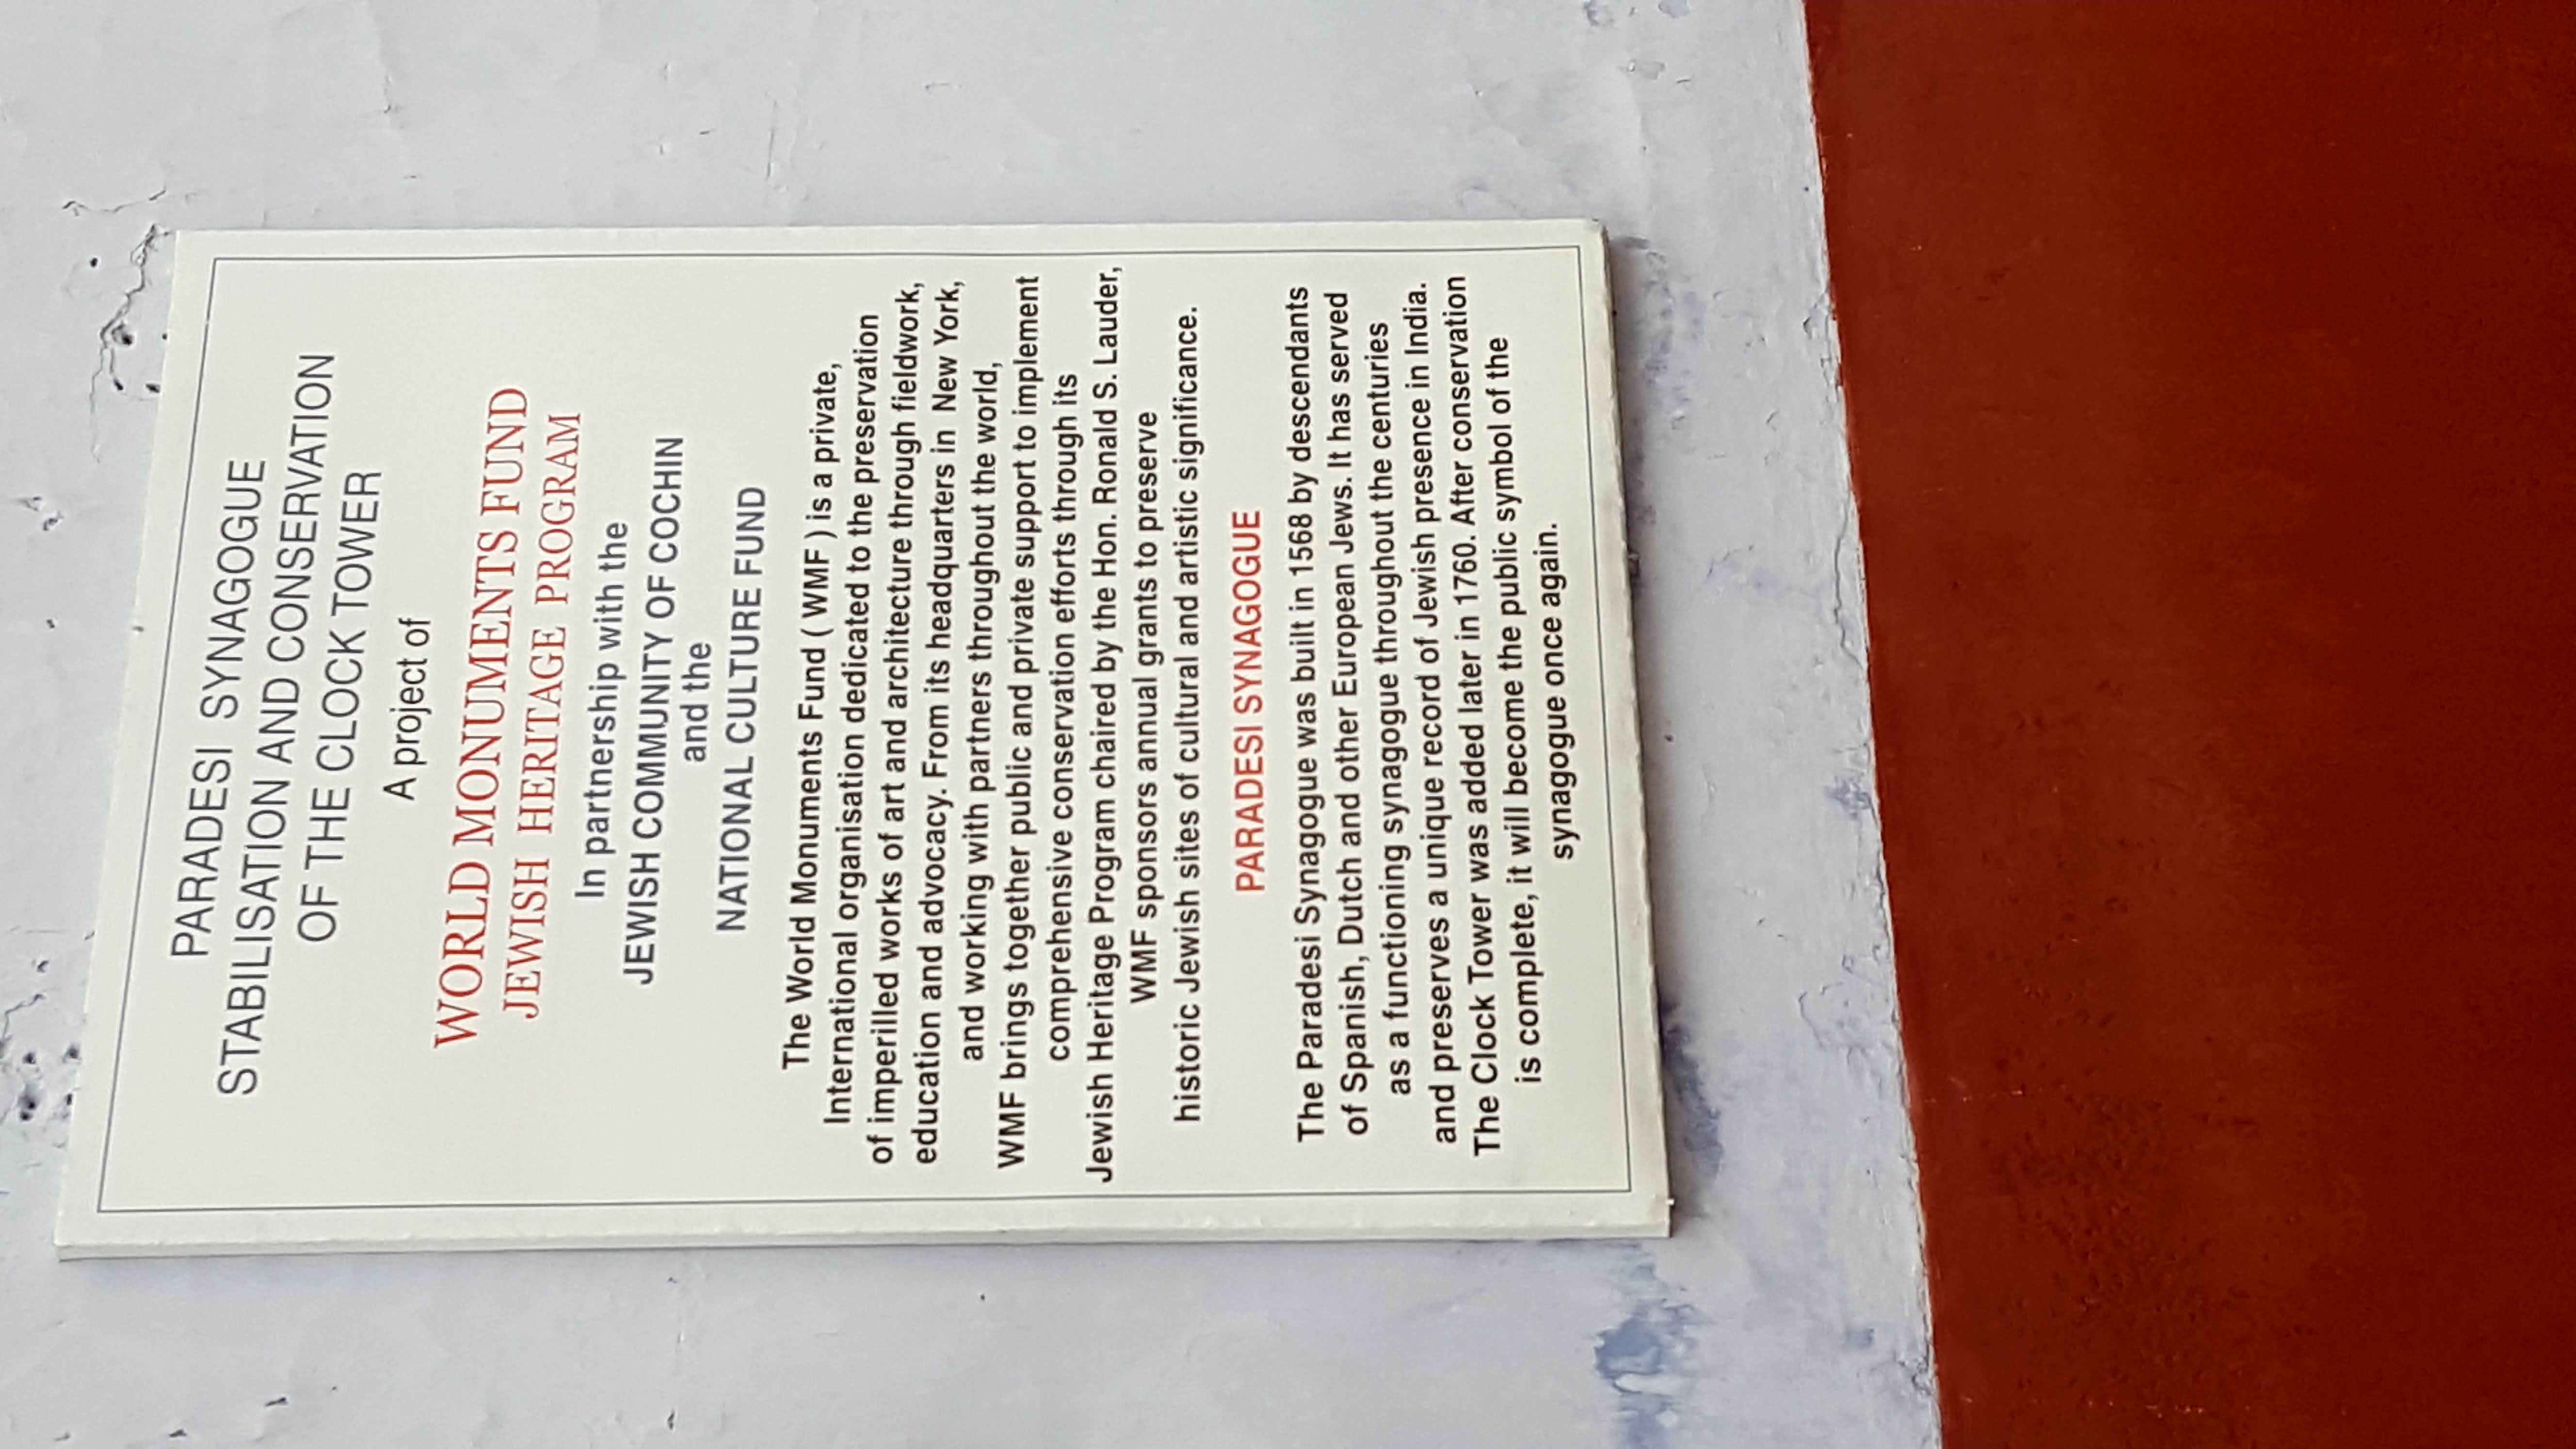 PARADESI SYNAGOGUE
STABILISATION AND CONSERVATION
OF THE CLOCK TOWER
A project of
WORLD MONUMENTS FUND
JEWISH HERITAGE PROGRAM
In partnership with the
JEWISH COMMUNITY OF COCHIN
and the
NATIONAL CULTURE FUND
The World Monuments Fund ( WMF ) is a private,
International organisation dedicated to the preservation
of imperilled works of art and architecture through fieldwork,
education and advocacy. From its headquarters in New York,
and working with partners throughout the world,
WMF brings together public and private support to implement
comprehensive conservation efforts through its
Jewish Heritage Program chaired by the Hon. Ronald S. Lauder,
WMF sponsors annual grants to preserve
historic Jewish sites of cultural and artistic significance.
PARADESI SYNAGOGUE
The Paradesi Synagogue was built in 1568 by descendants
of Spanish, Dutch and other European Jews. It has served
as a functioning synagogue throughout the centuries
and preserves a unique record of Jewish presence in India.
The Clock Tower was added later in 1760. After conservation
is complete, it will become the public symbol of the
synagogue once again.